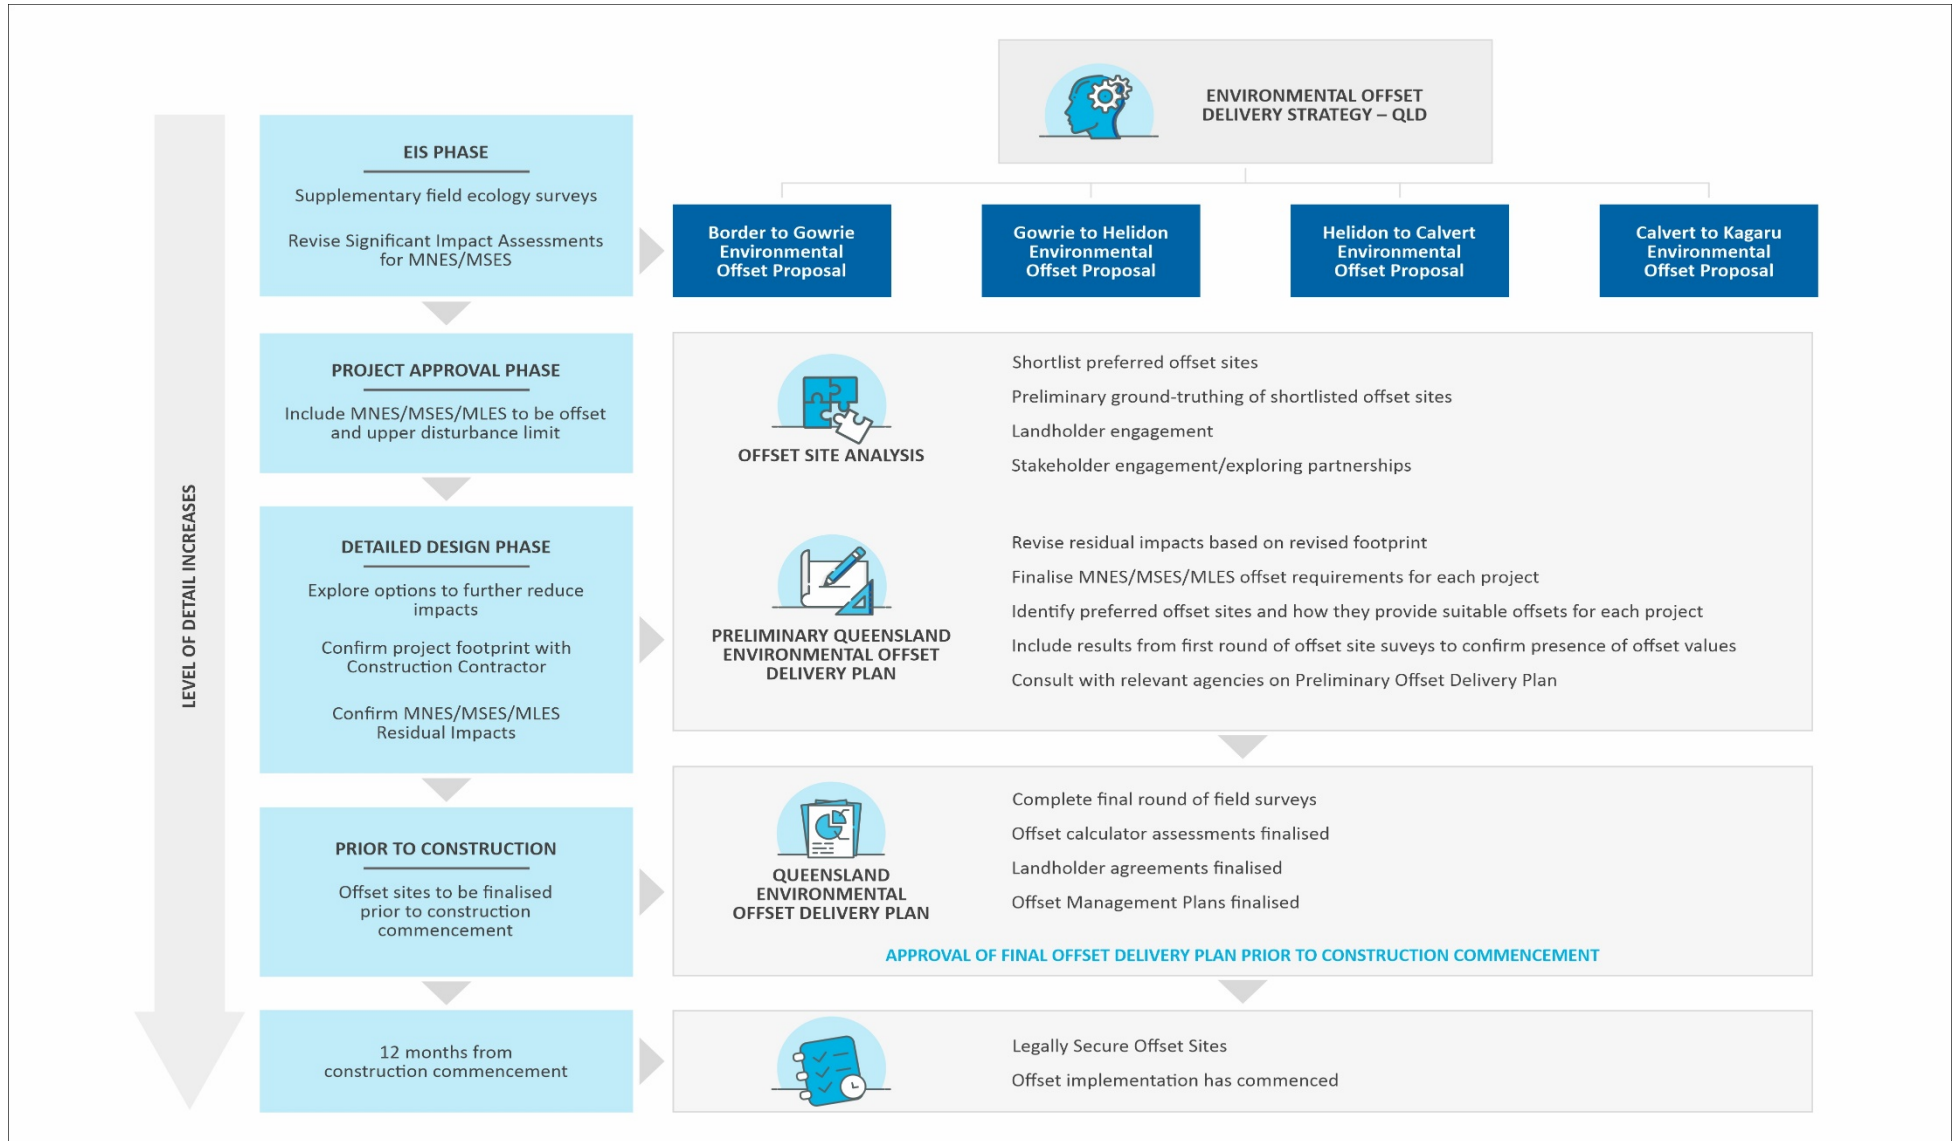 ENVIRONMENTAL OFFSET
DELIVERY STRATEGY – QLD
LEVEL OF DETAIL INCREASES
EIS PHASE
Supplementary field ecology surveys
Revise Significant Impact Assessments
for MNES/MSES
Border to Gowrie
Environmental
Offset Proposal
Gowrie to Helidon
Environmental
Offset Proposal
Helidon to Calvert
Environmental
Offset Proposal
Calvert to Kagaru
Environmental
Offset Proposal
PROJECT APPROVAL PHASE
Include MNES/MSES/MLES to be offset
and upper disturbance limit
OFFSET SITE ANALYSIS
Shortlist preferred offset sites
Preliminary ground-truthing of shortlisted offset sites
Landholder engagement
Stakeholder engagement/exploring partnerships
DETAILED DESIGN PHASE
Explore options to further reduce
impacts
Confirm project footprint with
Construction Contractor
Confirm MNES/MSES/MLES
Residual Impacts
PRELIMINARY QUEENSLAND
ENVIRONMENTAL OFFSET
DELIVERY PLAN
Revise residual impacts based on revised footprint
Finalise MNES/MSES/MLES offset requirements for each project
Identify preferred offset sites and how they provide suitable offsets for each project
Include results from first round of offset site suveys to confirm presence of offset values
Consult with relevant agencies on Preliminary Offset Delivery Plan
PRIOR TO CONSTRUCTION
Offset sites to be finalised
prior to construction
commencement
QUEENSLAND
ENVIRONMENTAL
OFFSET DELIVERY PLAN
Complete final round of field surveys
Offset calculator assessments finalised
Landholder agreements finalised
Offset Management Plans finalised
APPROVAL OF FINAL OFFSET DELIVERY PLAN PRIOR TO CONSTRUCTION COMMENCEMENT
12 months from
construction commencement
Legally Secure Offset Sites
Offset implementation has commenced